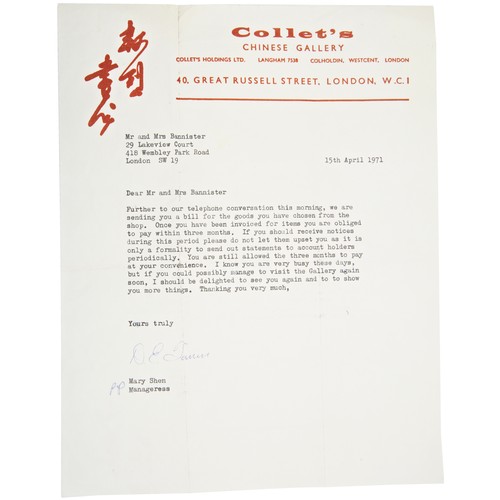 Collet's
CHINESE GALLERY
COLLET'S HOLDINGS LTD. LANGHAM 7538 COLHOLDIN, WESTCENT, LONDON
40, GREAT RUSSELL STREET, LONDON, W.C.1
Mr and Mrs Bannister
29 Lakeview Court
418 Wembley Park Road
London SW 19
15th April 1971
Dear Mr and Mrs Bannister
Further to our telephone conversation this morning, we are
sending you a bill for the goods you have chosen from the
shop. Once you have been invoiced for items you are obliged
to pay within three months. If you should receive notices
during this period please do not let them upset you as it is
only a formality to send out statements to account holders
periodically. You are still allowed the three months to pay
at your convenience. I know you are very busy these days,
but if you could possibly manage to visit the Gallery again
soon, I should be delighted to see you again and to to show
you more things. Thanking you very much,
Yours truly
pp Mary Shen
Manageress